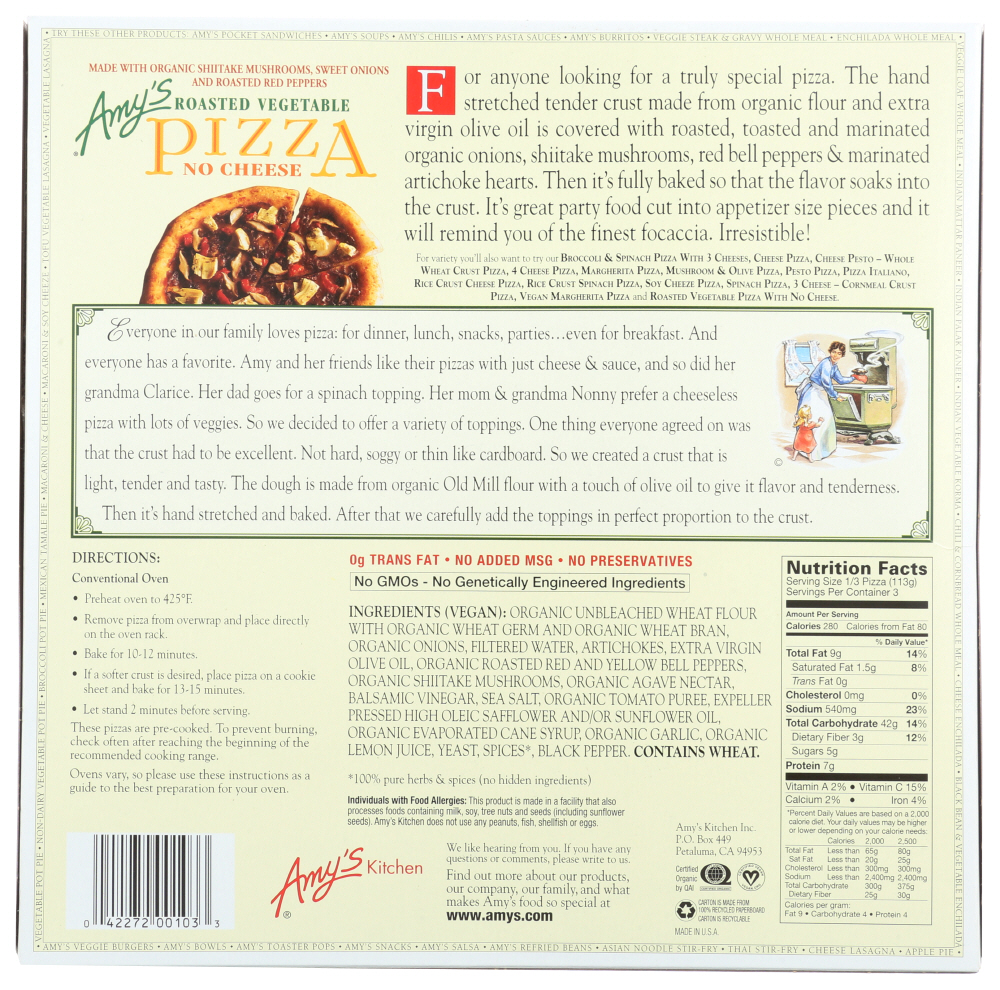 TRY THESE OTHER PRODUCTS: AMY'S POCKET SANDWICHES • AMY'S SOUPS • AMY'S CHILIS • AMY'S PASTA SAUCES • AMY'S BURRITOS • VEGGIE STEAK & GRAVY WHOLE MEAL • ENCHILADA WHOLE MEAL •
MADE WITH ORGANIC SHIITAKE MUSHROOMS, SWEET ONIONS
AND ROASTED RED PEPPERS
Amy's ROASTED VEGETABLE
PIZZA
NO CHEESE
For anyone looking for a truly special pizza. The hand
stretched tender crust made from organic flour and extra
virgin olive oil is covered with roasted, toasted and marinated
organic onions, shiitake mushrooms, red bell peppers & marinated
artichoke hearts. Then it's fully baked so that the flavor soaks into
the crust. It's great party food cut into appetizer size pieces and it
will remind you of the finest focaccia. Irresistible!
For variety you'll also want to try our BROCCOLI & SPINACH PIZZA WITH 3 CHEESES, CHEESE PIZZA, CHEESE PESTO – WHOLE
WHEAT CRUST PIZZA, 4 CHEESE PIZZA, MARGHERITA PIZZA, MUSHROOM & OLIVE PIZZA, PESTO PIZZA, PIZZA ITALIANO,
RICE CRUST CHEESE PIZZA, RICE CRUST SPINACH PIZZA, SOY CHEEZE PIZZA, SPINACH PIZZA, 3 CHEESE – CORNMEAL CRUST
PIZZA, VEGAN MARGHERITA PIZZA and ROASTED VEGETABLE PIZZA WITH NO CHEESE.
Everyone in our family loves pizza: for dinner, lunch, snacks, parties…even for breakfast. And
everyone has a favorite. Amy and her friends like their pizzas with just cheese & sauce, and so did her
grandma Clarice. Her dad goes for a spinach topping. Her mom & grandma Nonny prefer a cheeseless
pizza with lots of veggies. So we decided to offer a variety of toppings. One thing everyone agreed on was
that the crust had to be excellent. Not hard, soggy or thin like cardboard. So we created a crust that is
light, tender and tasty. The dough is made from organic Old Mill flour with a touch of olive oil to give it flavor and tenderness.
Then it's hand stretched and baked. After that we carefully add the toppings in perfect proportion to the crust.
©
DIRECTIONS:
Conventional Oven
• Preheat oven to 425°F.
• Remove pizza from overwrap and place directly
on the oven rack.
• Bake for 10-12 minutes.
• If a softer crust is desired, place pizza on a cookie
sheet and bake for 13-15 minutes.
• Let stand 2 minutes before serving.
These pizzas are pre-cooked. To prevent burning,
check often after reaching the beginning of the
recommended cooking range.
Ovens vary, so please use these instructions as a
guide to the best preparation for your oven.
0g TRANS FAT • NO ADDED MSG • NO PRESERVATIVES
No GMOs - No Genetically Engineered Ingredients
INGREDIENTS (VEGAN): ORGANIC UNBLEACHED WHEAT FLOUR
WITH ORGANIC WHEAT GERM AND ORGANIC WHEAT BRAN,
ORGANIC ONIONS, FILTERED WATER, ARTICHOKES, EXTRA VIRGIN
OLIVE OIL, ORGANIC ROASTED RED AND YELLOW BELL PEPPERS,
ORGANIC SHIITAKE MUSHROOMS, ORGANIC AGAVE NECTAR,
BALSAMIC VINEGAR, SEA SALT, ORGANIC TOMATO PUREE, EXPELLER
PRESSED HIGH OLEIC SAFFLOWER AND/OR SUNFLOWER OIL,
ORGANIC EVAPORATED CANE SYRUP, ORGANIC GARLIC, ORGANIC
LEMON JUICE, YEAST, SPICES*, BLACK PEPPER. CONTAINS WHEAT.
*100% pure herbs & spices (no hidden ingredients)
Individuals with Food Allergies: This product is made in a facility that also
processes foods containing milk, soy, tree nuts and seeds (including sunflower
seeds). Amy's Kitchen does not use any peanuts, fish, shellfish or eggs.
Nutrition Facts
Serving Size 1/3 Pizza (113g)
Servings Per Container 3
Amount Per Serving
Calories 280 Calories from Fat 80
% Daily Value*
Total Fat 9g 14%
Saturated Fat 1.5g 8%
Trans Fat 0g
Cholesterol 0mg 0%
Sodium 540mg 23%
Total Carbohydrate 42g 14%
Dietary Fiber 3g 12%
Sugars 5g
Protein 7g
Vitamin A 2% • Vitamin C 15%
Calcium 2% • Iron 4%
*Percent Daily Values are based on a 2,000
calorie diet. Your daily values may be higher
or lower depending on your calorie needs:
Calories 2,000 2,500
Total Fat Less than 65g 80g
Sat Fat Less than 20g 25g
Cholesterol Less than 300mg 300mg
Sodium Less than 2,400mg 2,400mg
Total Carbohydrate 300g 375g
Dietary Fiber 25g 30g
Calories per gram:
Fat 9 • Carbohydrate 4 • Protein 4
0 42272 00103 3
Amy's Kitchen
®
We like hearing from you. If you have any
questions or comments, please write to us.
Find out more about our products,
our company, our family, and what
makes Amy's food so special at
www.amys.com
Amy's Kitchen Inc.
P.O. Box 449
Petaluma, CA 94953
Certified
Organic
by QAI
CARTON IS MADE FROM
100% RECYCLED PAPERBOARD
CARTON IS RECYCLABLE
MADE IN U.S.A.
• AMY'S VEGGIE BURGERS • AMY'S BOWLS • AMY'S TOASTER POPS • AMY'S SNACKS • AMY'S SALSA • AMY'S REFRIED BEANS • ASIAN NOODLE STIR-FRY • THAI STIR-FRY • CHEESE LASAGNA • APPLE PIE •
VEGETABLE POT PIE • NON-DAIRY VEGETABLE POT PIE • BROCCOLI POT PIE • MEXICAN TAMALE PIE • MACARONI & CHEESE • MACARONI & SOY CHEEZE • TOFU VEGETABLE LASAGNA • VEGETABLE LASAGNA